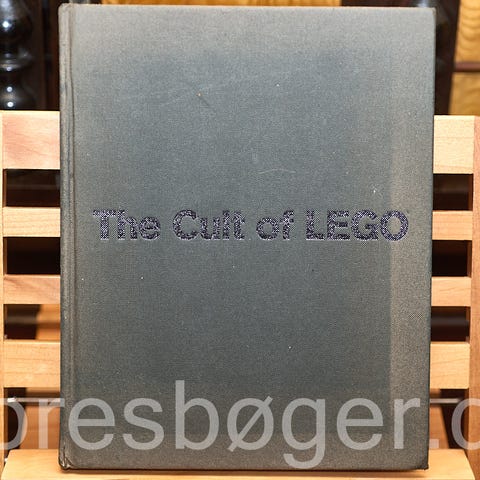 The Cult of LEGO
oresbøger.d